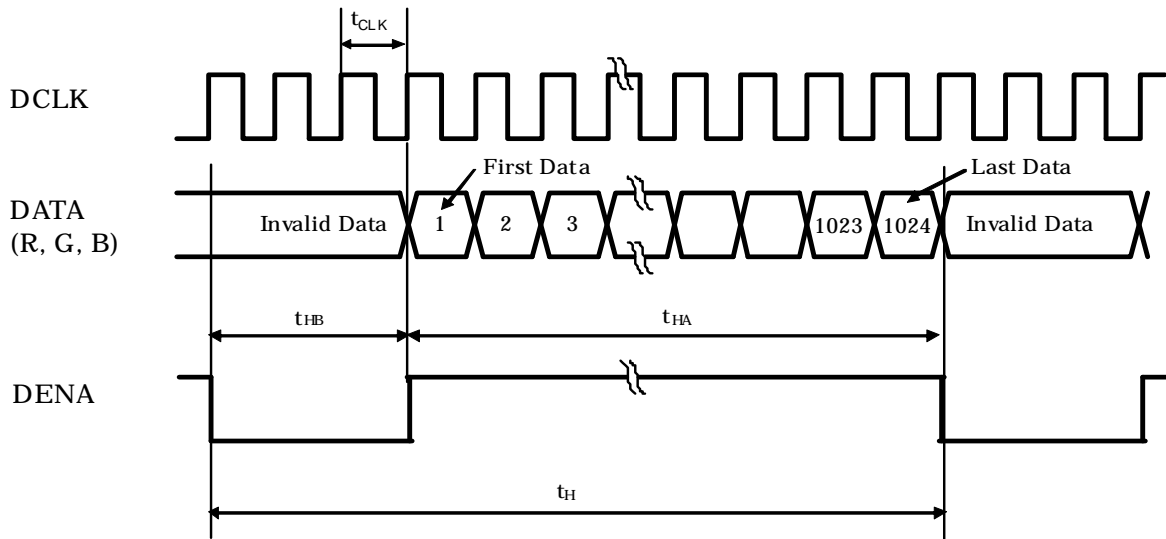 tCLK
DCLK
First Data
Last Data
DATA
(R, G, B)
Invalid Data
1
2
3
1023
1024
Invalid Data
tHB
tHA
DENA
tH